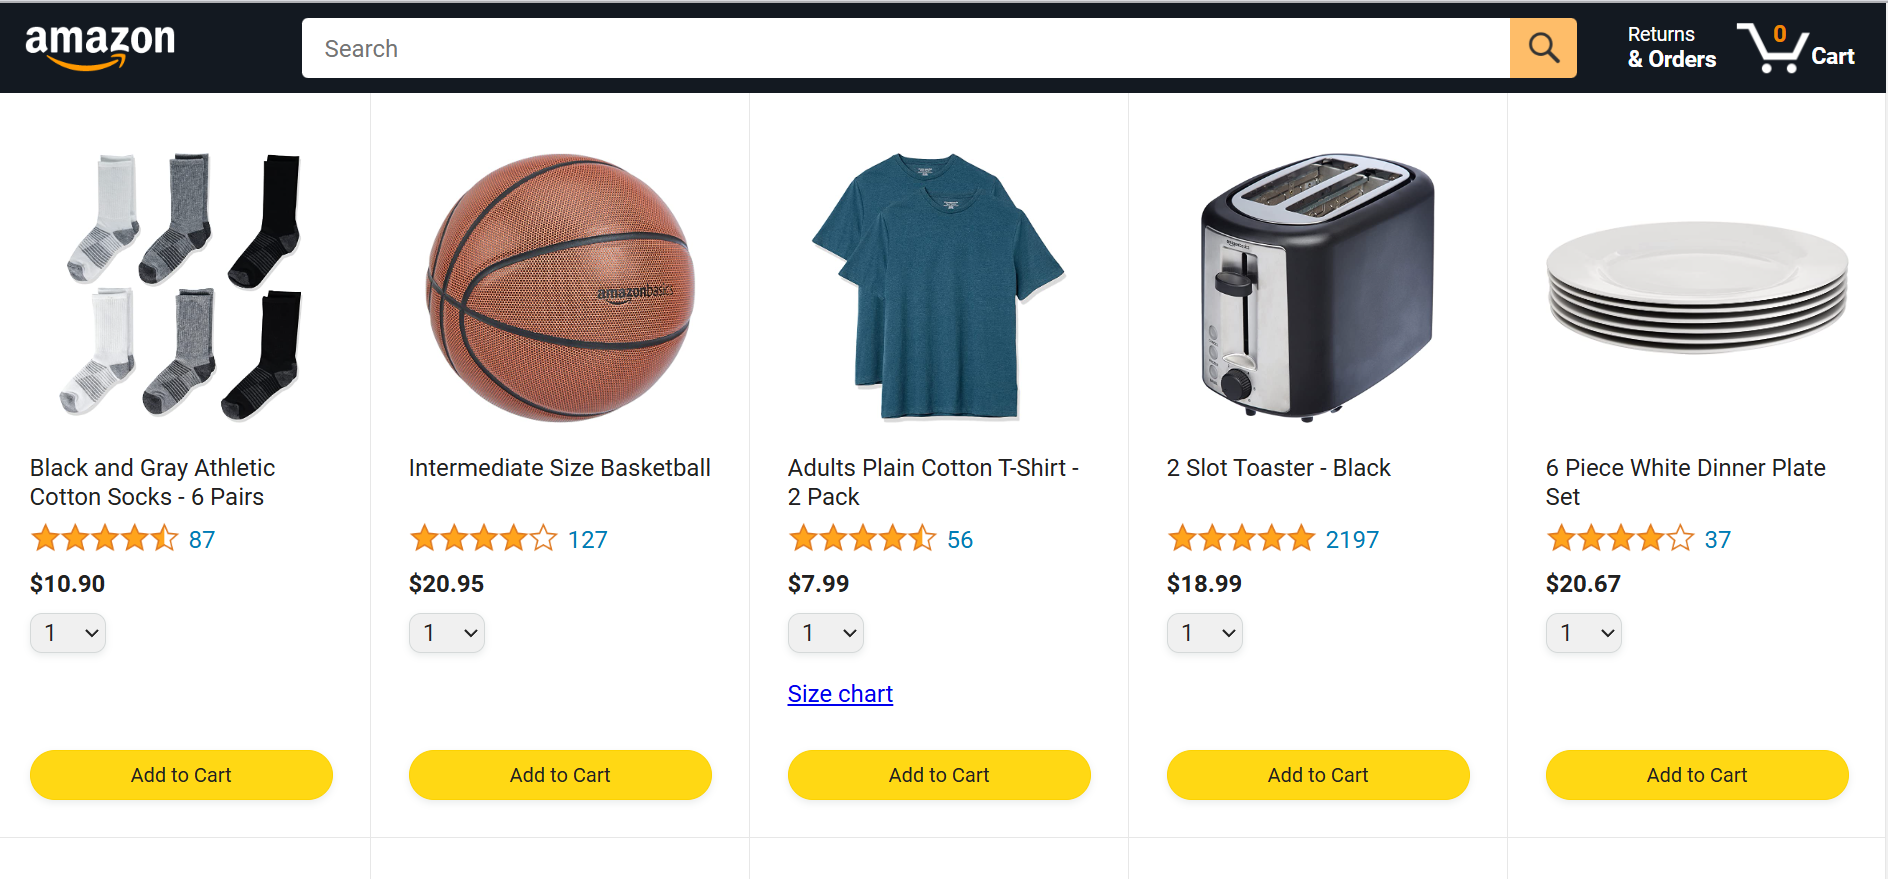 amazon
Search
Returns
& Orders
0
Cart
amazonbasics
Black and Gray Athletic
Cotton Socks - 6 Pairs
87
$10.90
1
Add to Cart
Intermediate Size Basketball
127
$20.95
1
Add to Cart
Adults Plain Cotton T-Shirt -
2 Pack
56
$7.99
1
Size chart
Add to Cart
2 Slot Toaster - Black
2197
$18.99
1
Add to Cart
6 Piece White Dinner Plate
Set
37
$20.67
1
Add to Cart